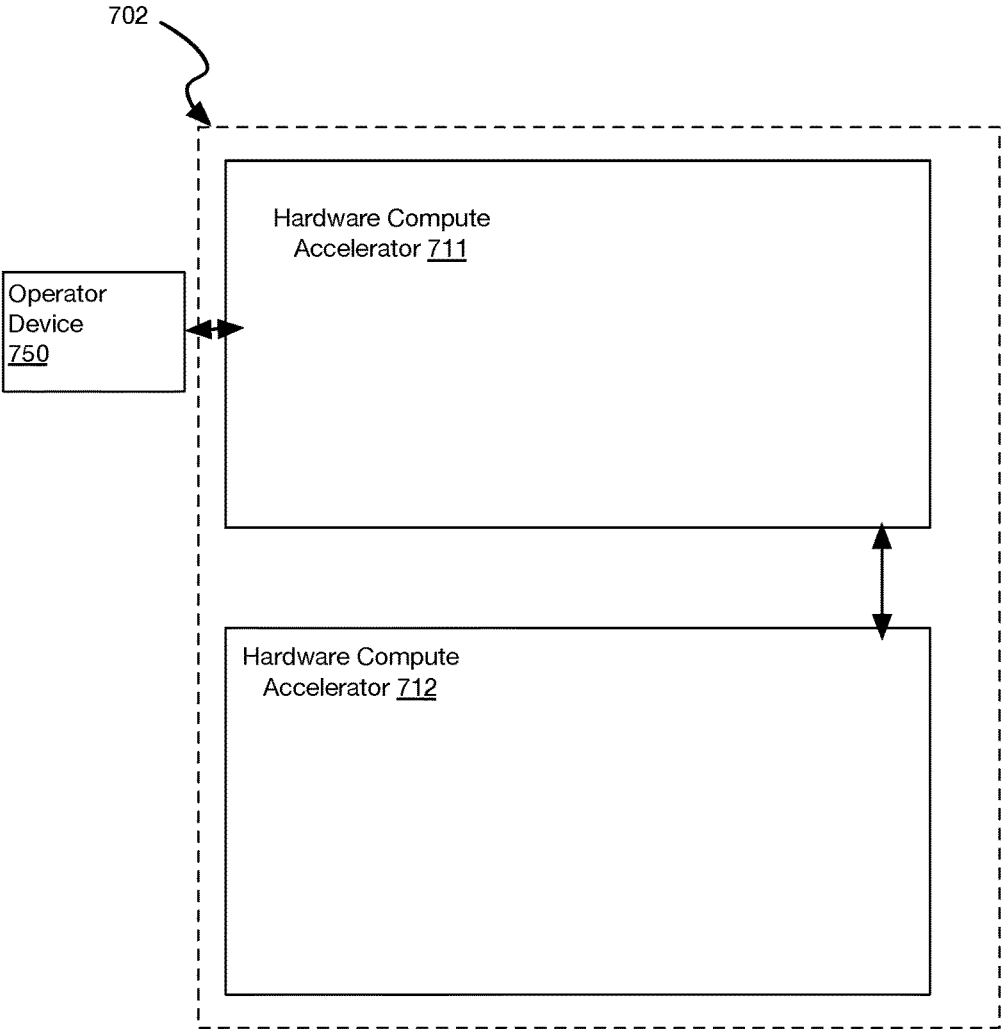 702
Hardware Compute
Accelerator 711
Operator
Device
750
Hardware Compute
Accelerator 712